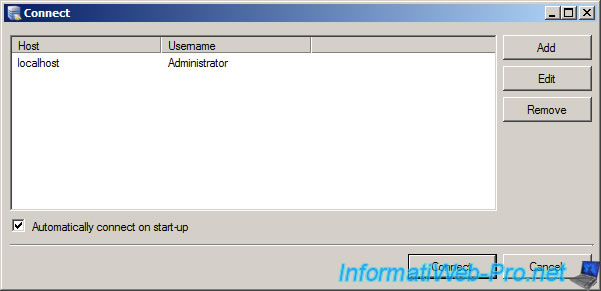 Connect
Host Username
localhost Administrator
Add
Edit
Remove
Automatically connect on start-up
Connect Cancel
InformatiWeb-Pro.net